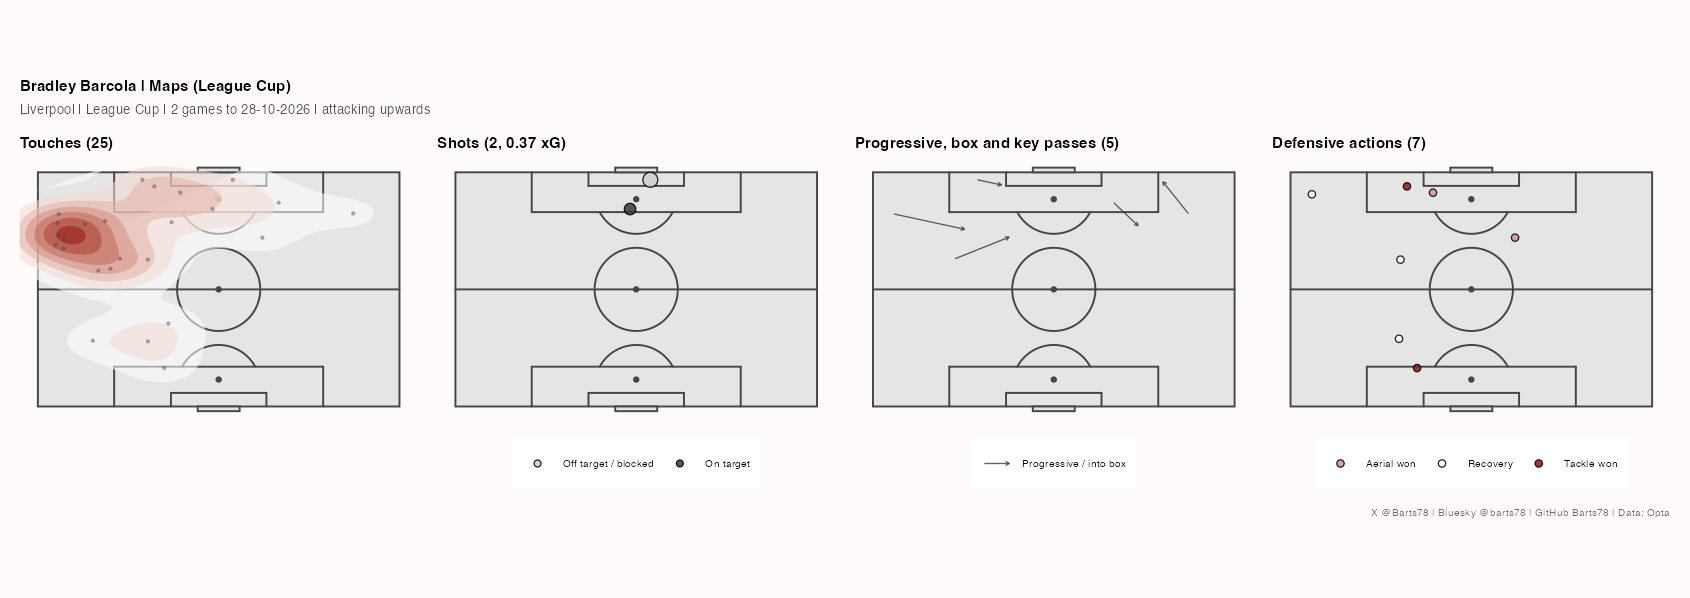 Bradley Barcola | Maps (League Cup)
Liverpool | League Cup | 2 games to 28-10-2026 | attacking upwards
Touches (25)
Shots (2, 0.37 xG)
Progressive, box and key passes (5)
Defensive actions (7)
Off target / blocked
On target
Progressive / into box
Aerial won
Recovery
Tackle won
X @Barts78 | Bluesky @barts78 | GitHub Barts78 | Data: Opta